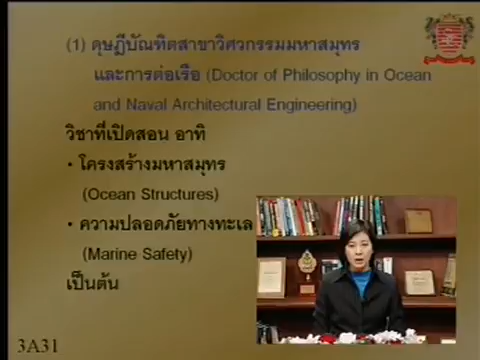 (1) ดุษฎีบัณฑิตสาขาวิศวกรรมมหาสมุทร
และการต่อเรือ (Doctor of Philosophy in Ocean
and Naval Architectural Engineering)
วิชาที่เปิดสอน อาทิ
• โครงสร้างมหาสมุทร
(Ocean Structures)
• ความปลอดภัยทางทะเล
(Marine Safety)
เป็นต้น
3A31